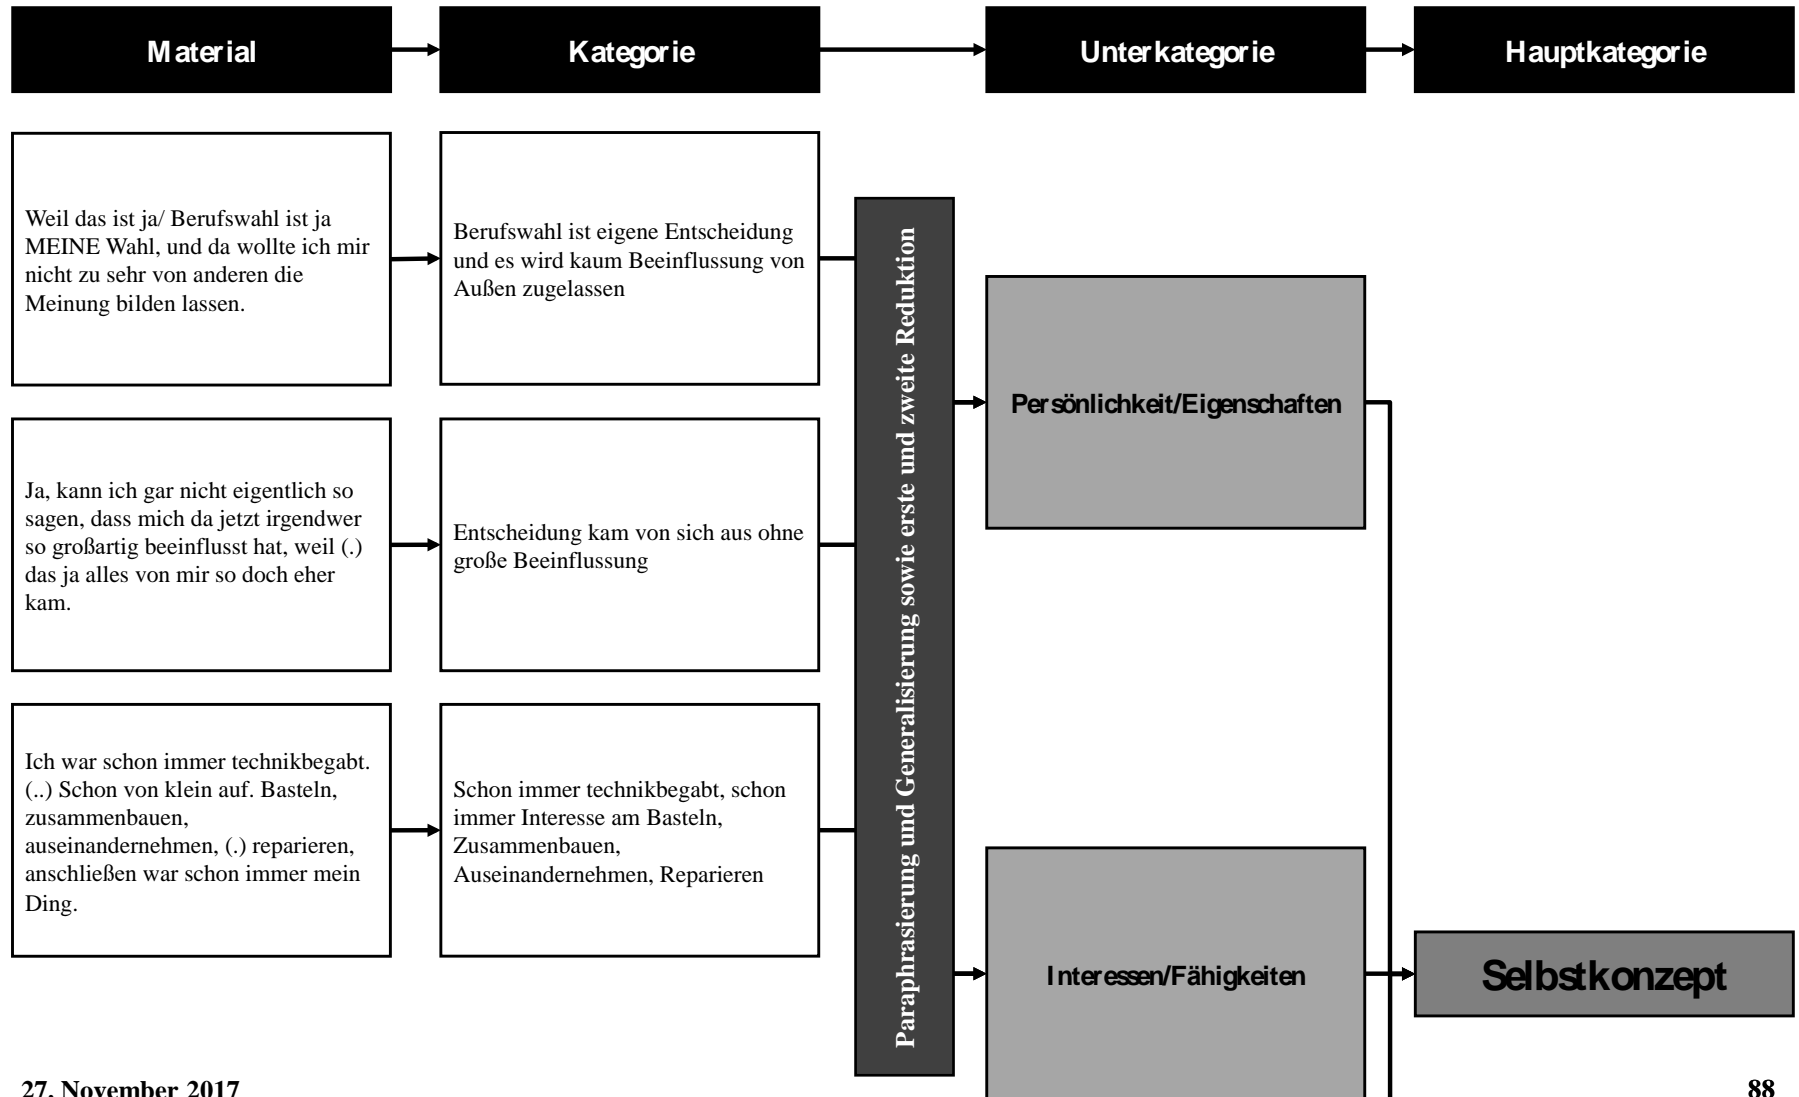 Material
Kategorie
Unterkategorie
Hauptkategorie
Weil das ist ja/ Berufswahl ist ja
MEINE Wahl, und da wollte ich mir
nicht zu sehr von anderen die
Meinung bilden lassen.
Berufswahl ist eigene Entscheidung
und es wird kaum Beeinflussung von
Außen zugelassen
Ja, kann ich gar nicht eigentlich so
sagen, dass mich da jetzt irgendwer
so großartig beeinflusst hat, weil (.)
das ja alles von mir so doch eher
kam.
Entscheidung kam von sich aus ohne
große Beeinflussung
Ich war schon immer technikbegabt.
(..) Schon von klein auf. Basteln,
zusammenbauen,
auseinandernehmen, (.) reparieren,
anschließen war schon immer mein
Ding.
Schon immer technikbegabt, schon
immer Interesse am Basteln,
Zusammenbauen,
Auseinandernehmen, Reparieren
Paraphrasierung und Generalisierung sowie erste und zweite Reduktion
Persönlichkeit/Eigenschaften
Interessen/Fähigkeiten
Selbstkonzept
27. November 2017
88